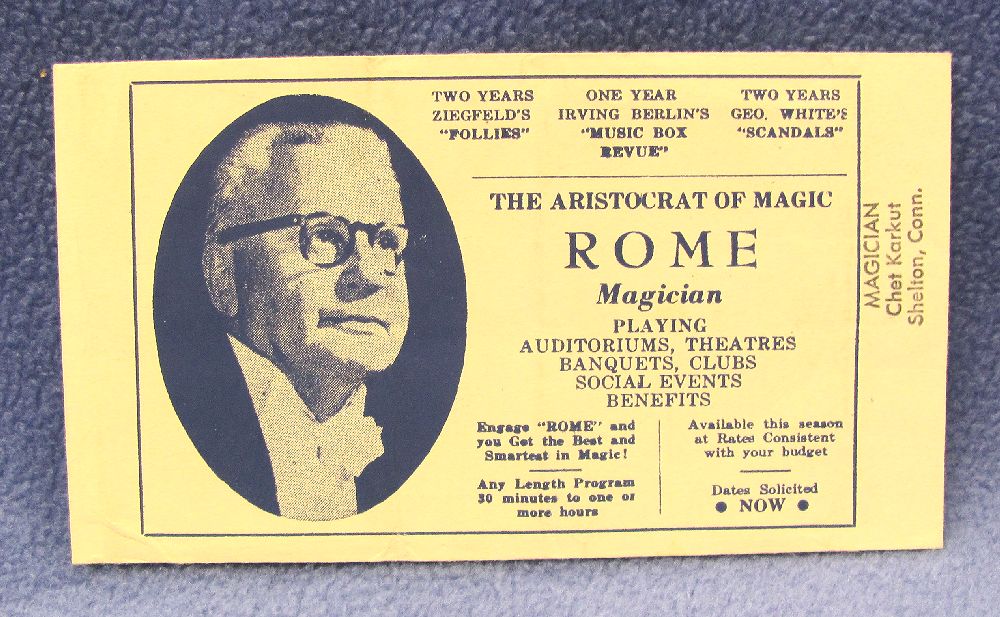 TWO YEARS
ZIEGFELD'S
"FOLLIES"
ONE YEAR
IRVING BERLIN'S
"MUSIC BOX
REVUE"
TWO YEARS
GEO. WHITE'S
"SCANDALS"
THE ARISTOCRAT OF MAGIC
ROME
Magician
PLAYING
AUDITORIUMS, THEATRES
BANQUETS, CLUBS
SOCIAL EVENTS
BENEFITS
Engage "ROME" and
you Get the Best and
Smartest in Magic!
Any Length Program
30 minutes to one or
more hours
Available this season
at Rates Consistent
with your budget
Dates Solicited
● NOW ●
MAGICIAN
Chet Karkut
Shelton, Conn.